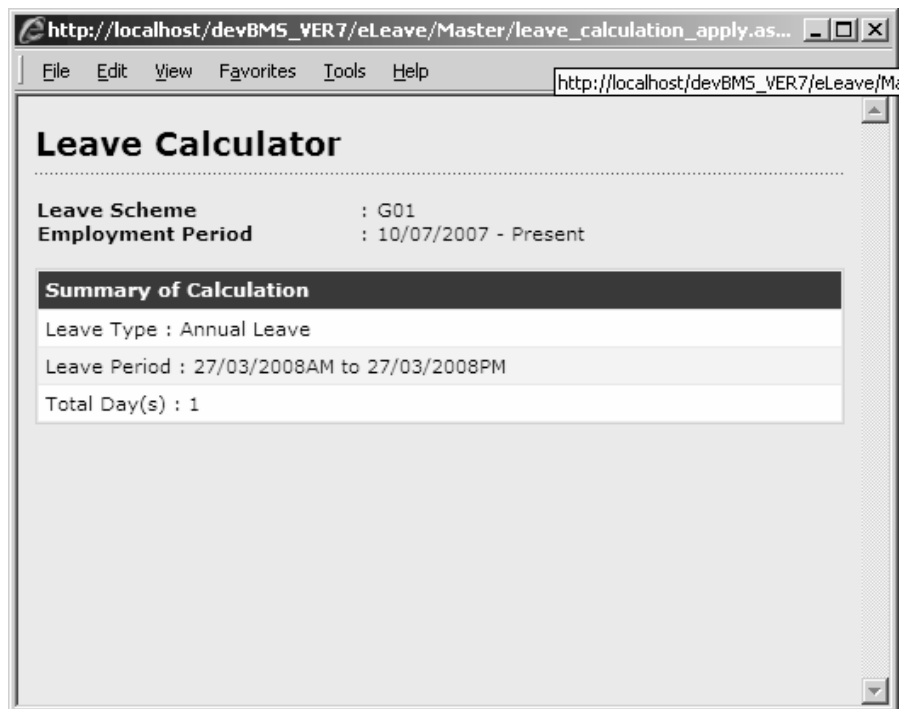 http://localhost/devBMS_VER7/eLeave/Master/leave_calculation_apply.as...
File Edit View Favorites Tools Help
http://localhost/devBMS_VER7/eLeave/Ma
Leave Calculator
Leave Scheme : G01
Employment Period : 10/07/2007 - Present
Summary of Calculation
Leave Type : Annual Leave
Leave Period : 27/03/2008AM to 27/03/2008PM
Total Day(s) : 1